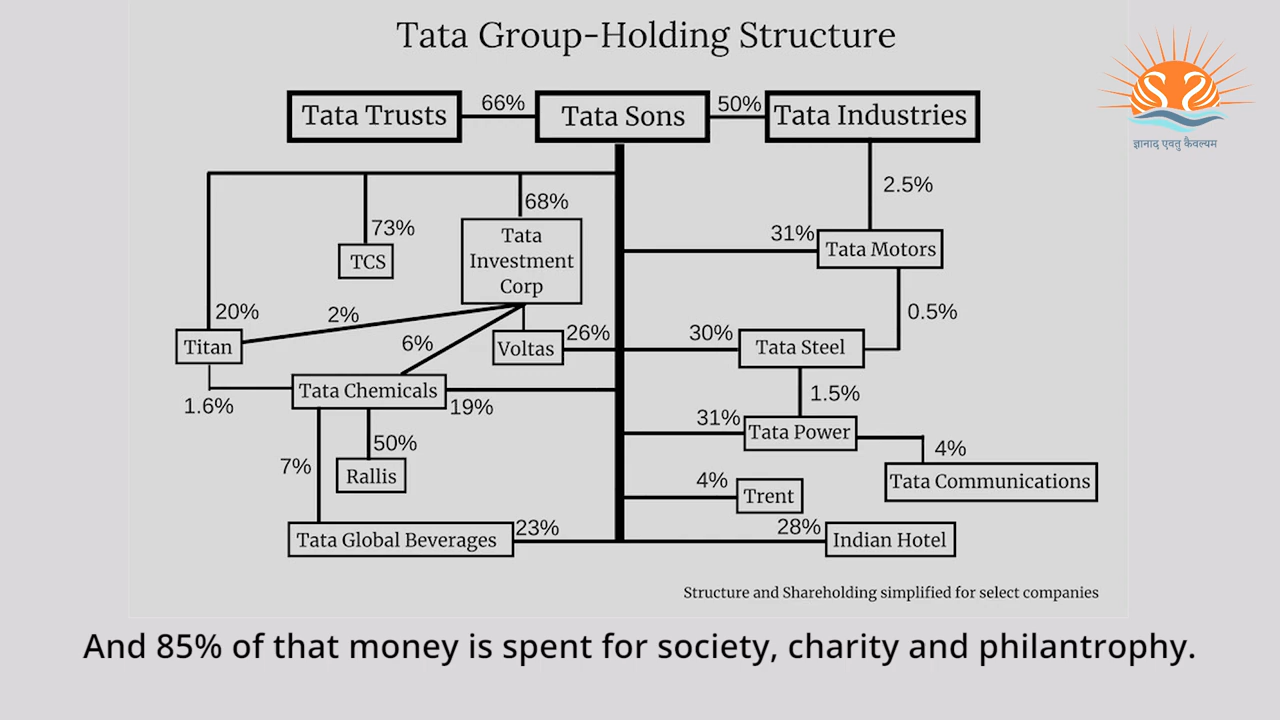 Tata Group-Holding Structure
Tata Trusts
66%
Tata Sons
50%
Tata Industries
ज्ञानाद् एवतु कैवल्यम
2.5%
68%
73%
Tata
Investment
Corp
TCS
31%
Tata Motors
20%
2%
0.5%
Titan
6%
Voltas
26%
30%
Tata Steel
1.6%
Tata Chemicals
19%
1.5%
31%
Tata Power
7%
50%
Rallis
4%
Tata Communications
4%
Trent
Tata Global Beverages
23%
28%
Indian Hotel
Structure and Shareholding simplified for select companies
And 85% of that money is spent for society, charity and philantrophy.